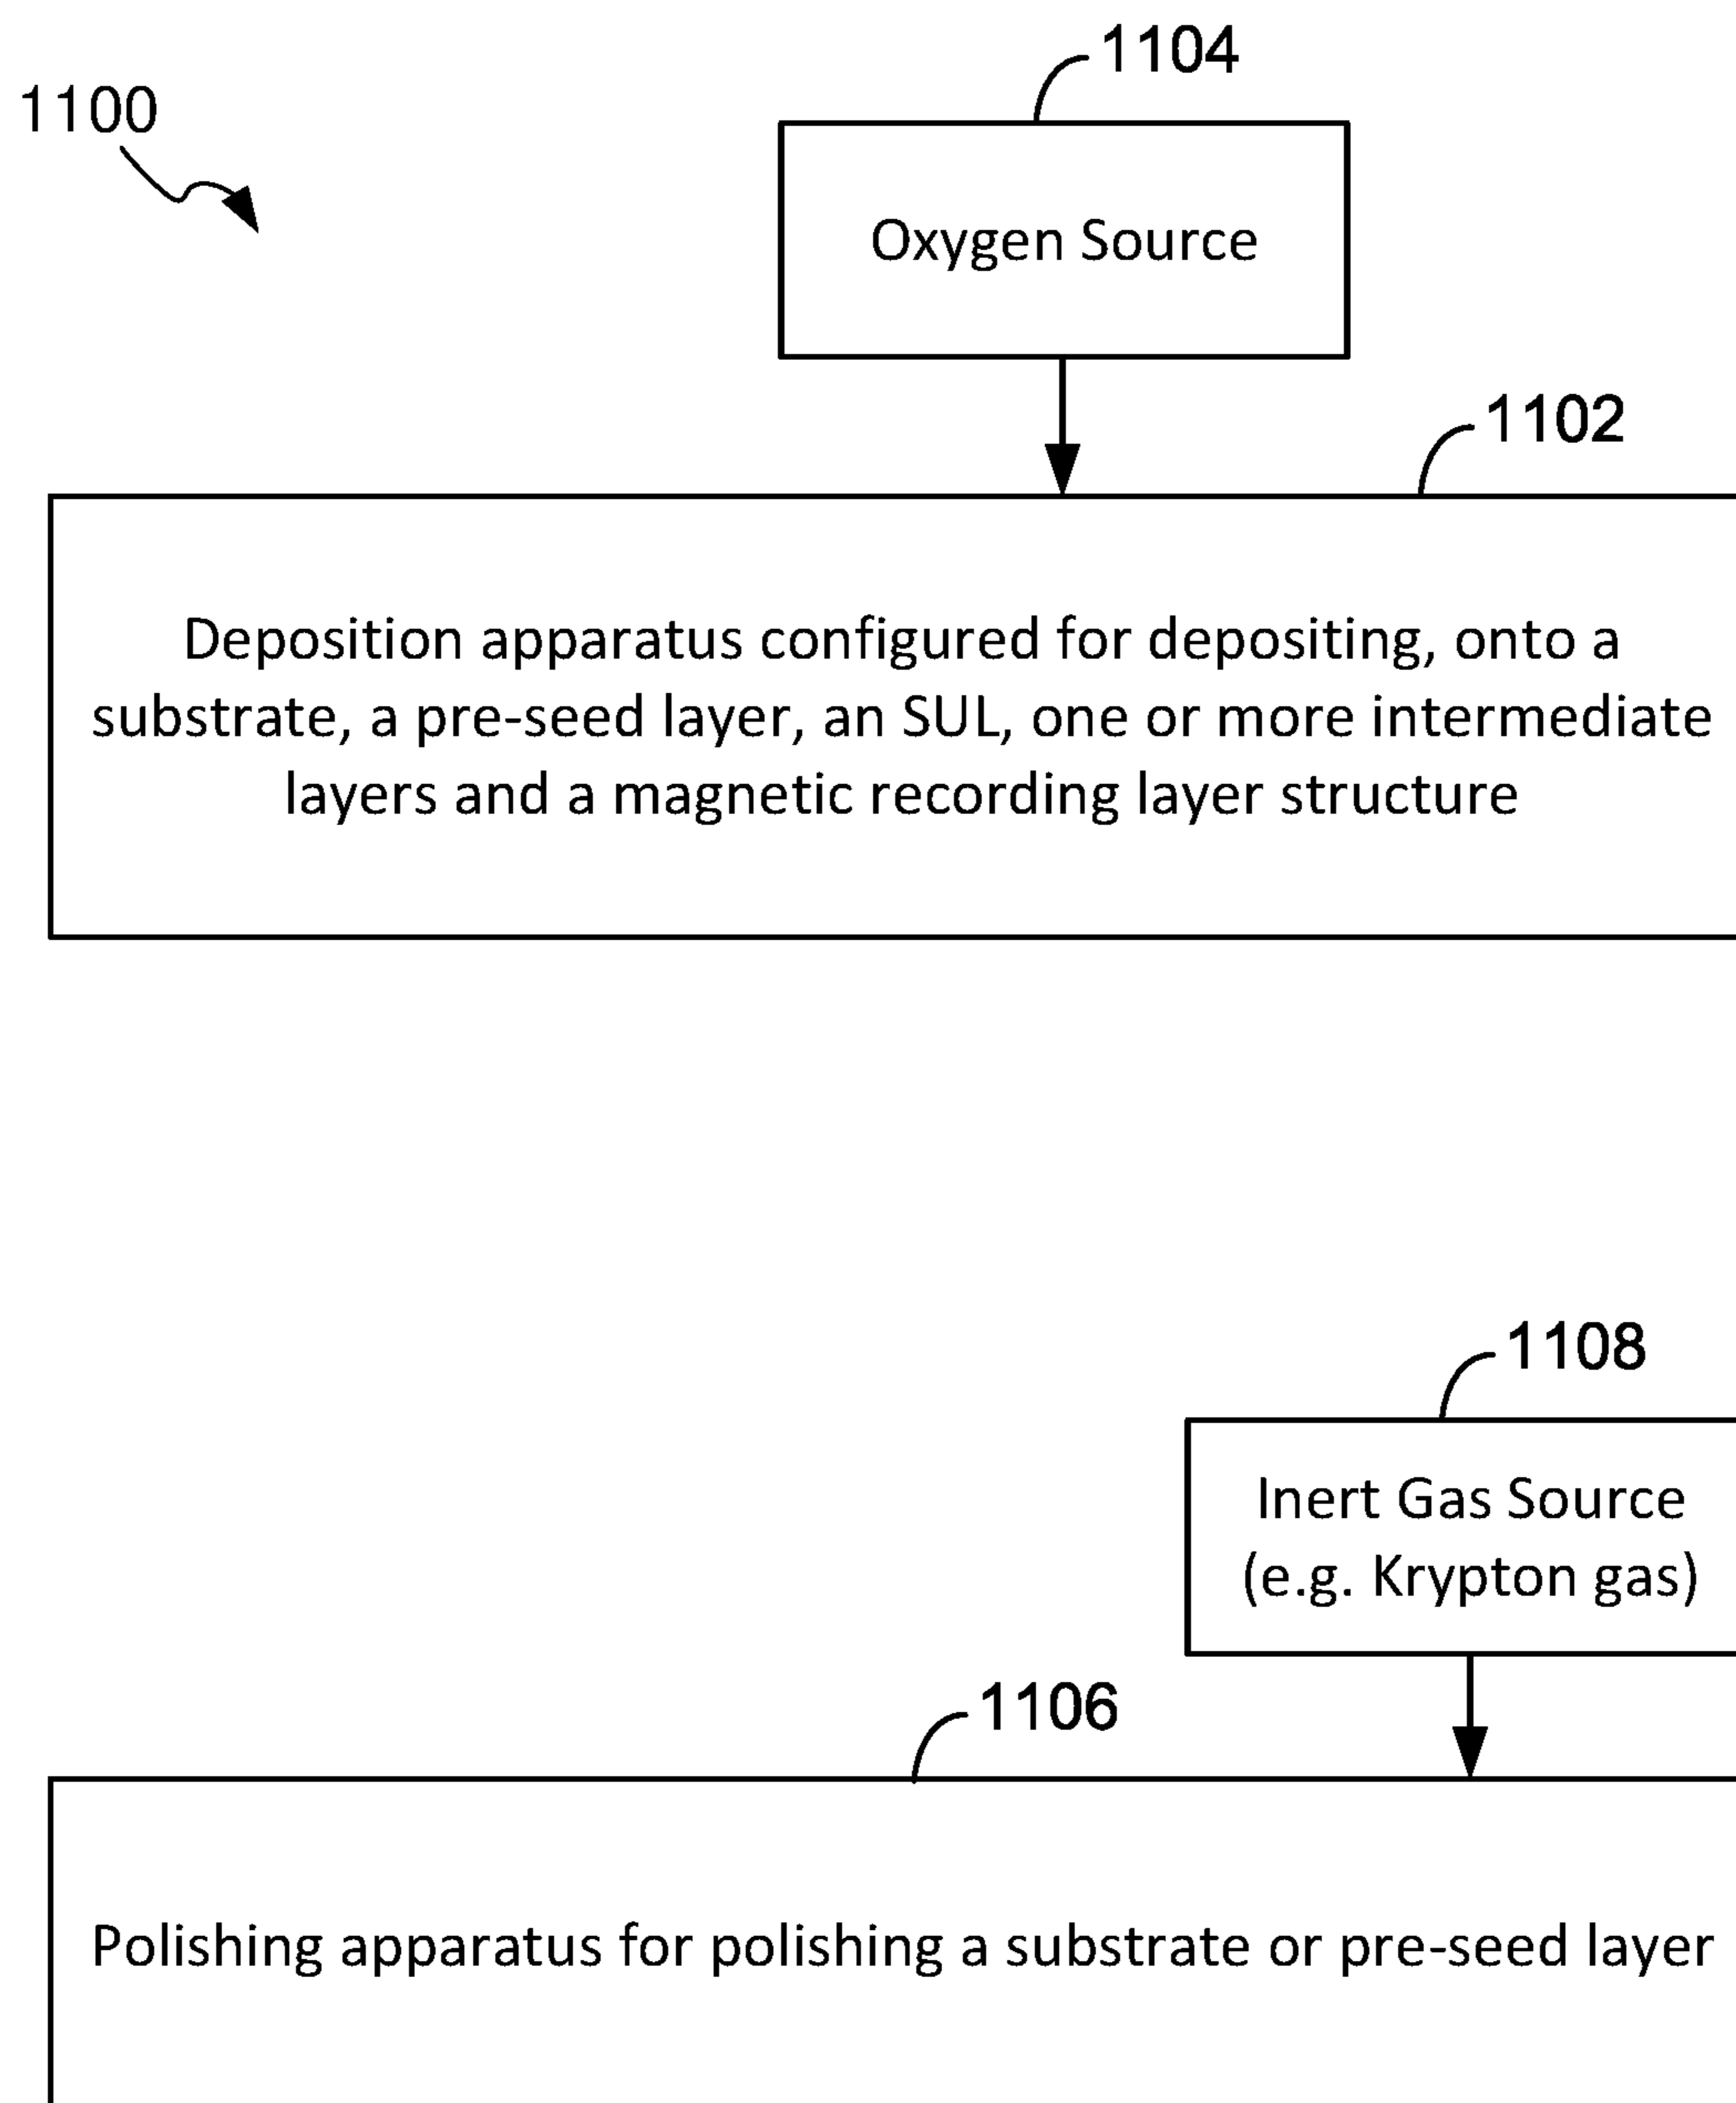 1104
1100
Oxygen Source
1102
Deposition apparatus configured for depositing, onto a
substrate, a pre-seed layer, an SUL, one or more intermediate
layers and a magnetic recording layer structure
1108
Inert Gas Source
(e.g. Krypton gas)
1106
Polishing apparatus for polishing a substrate or pre-seed layer